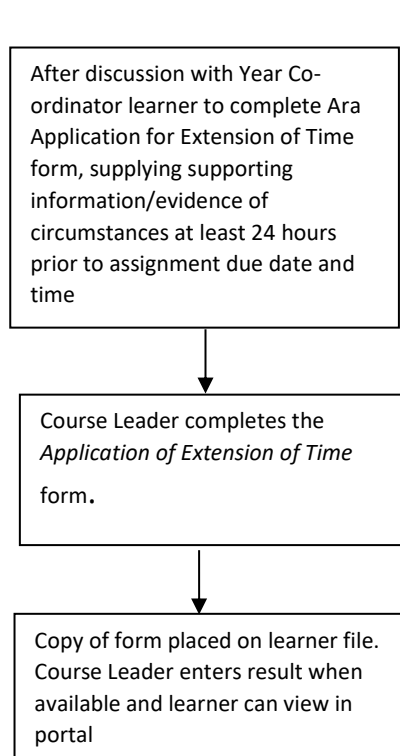 After discussion with Year Co-
ordinator learner to complete Ara
Application for Extension of Time
form, supplying supporting
information/evidence of
circumstances at least 24 hours
prior to assignment due date and
time
Course Leader completes the
Application of Extension of Time
form.
Copy of form placed on learner file.
Course Leader enters result when
available and learner can view in
portal